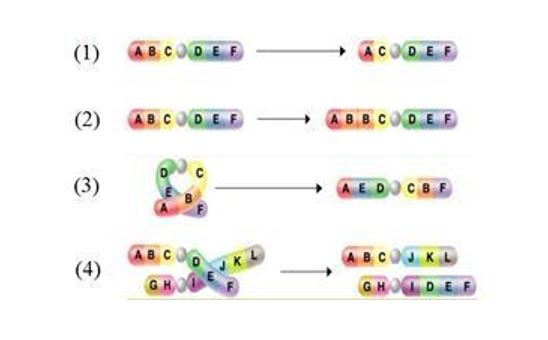 (1) A B C D E F A C D E F
(2) A B C D E F A B B C D E F
(3) D C E B A F A E D C B F
(4) A B C D E J K L G H I F A B C J K L
G H I D E F